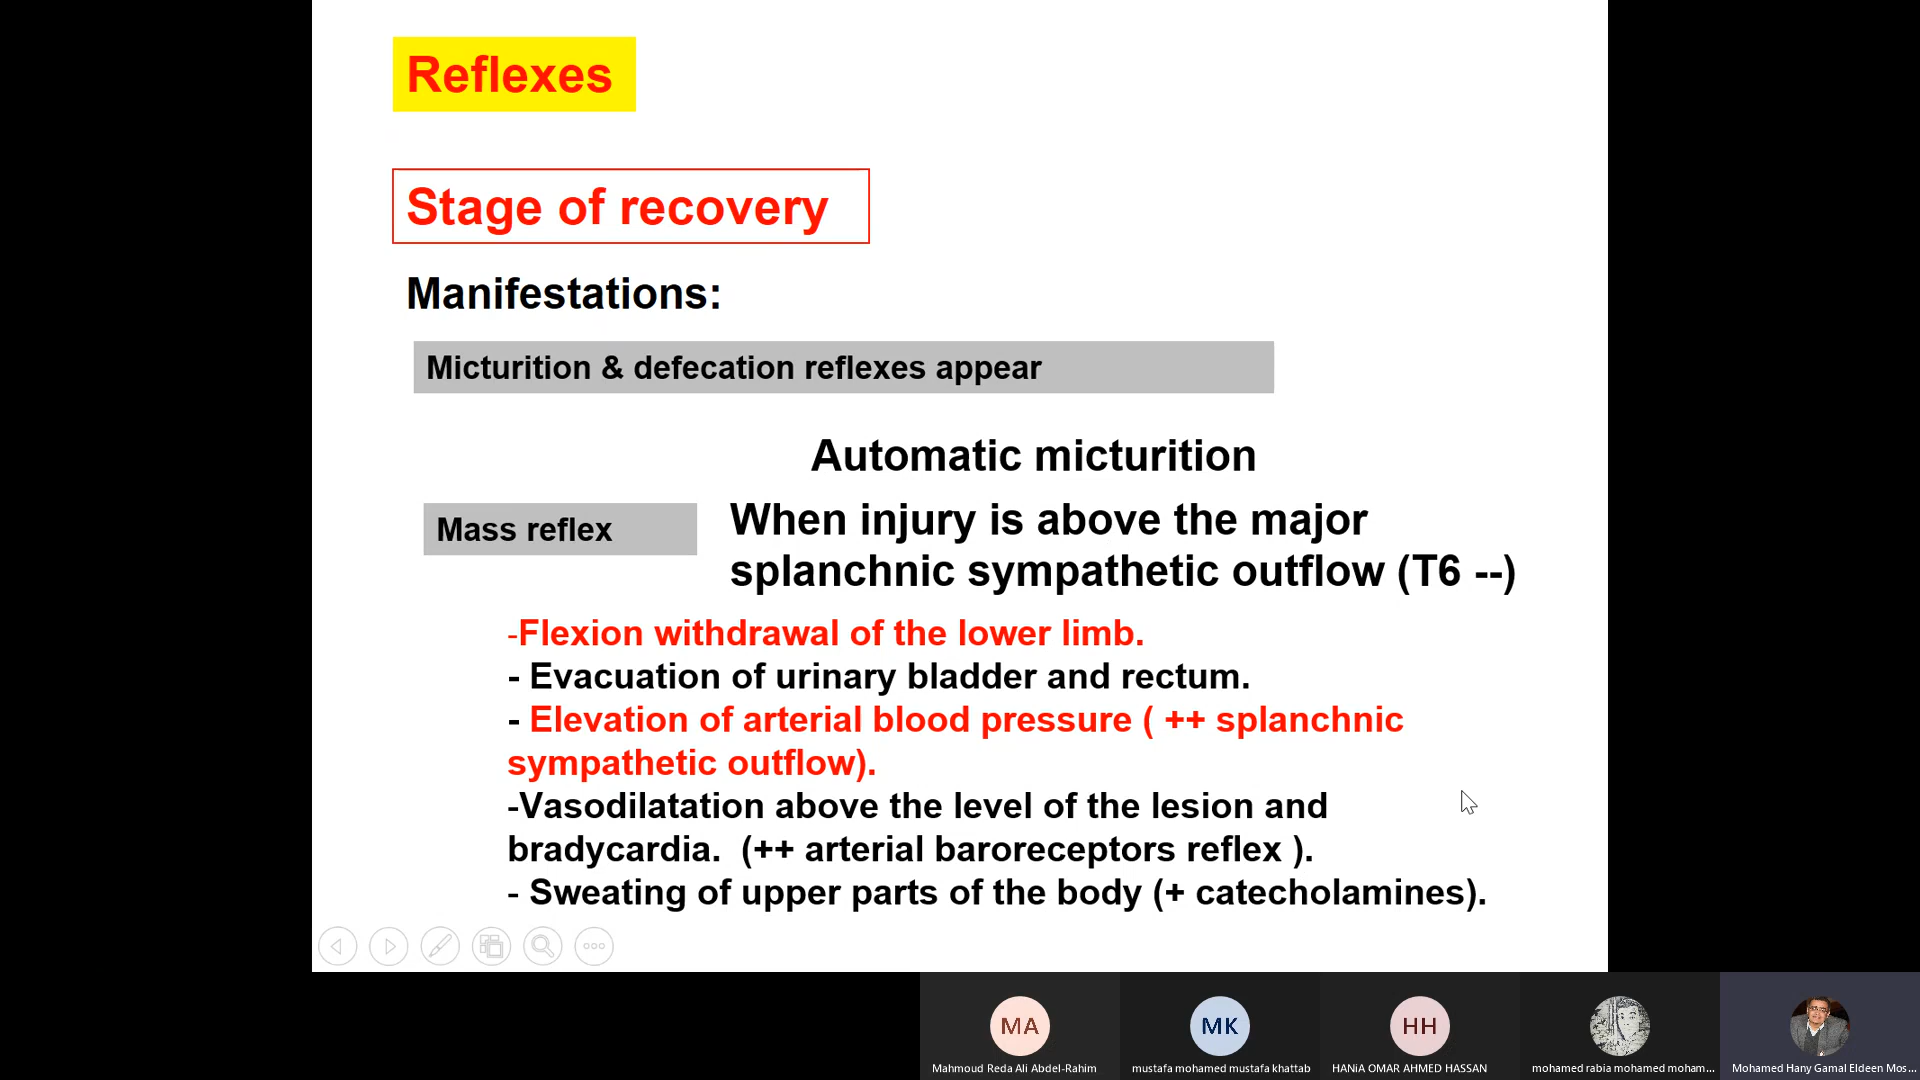 Reflexes
Stage of recovery
Manifestations:
Micturition & defecation reflexes appear
Automatic micturition
Mass reflex
When injury is above the major
splanchnic sympathetic outflow (T6 --)
-Flexion withdrawal of the lower limb.
- Evacuation of urinary bladder and rectum.
- Elevation of arterial blood pressure ( ++ splanchnic
sympathetic outflow).
-Vasodilatation above the level of the lesion and
bradycardia.  (++ arterial baroreceptors reflex ).
- Sweating of upper parts of the body (+ catecholamines).
MA
MK
HH
Mahmoud Reda Ali Abdel-Rahim
mustafa mohamed mustafa khattab
HANiA OMAR AHMED HASSAN
mohamed rabia mohamed moham...
Mohamed Hany Gamal Eldeen Mos...